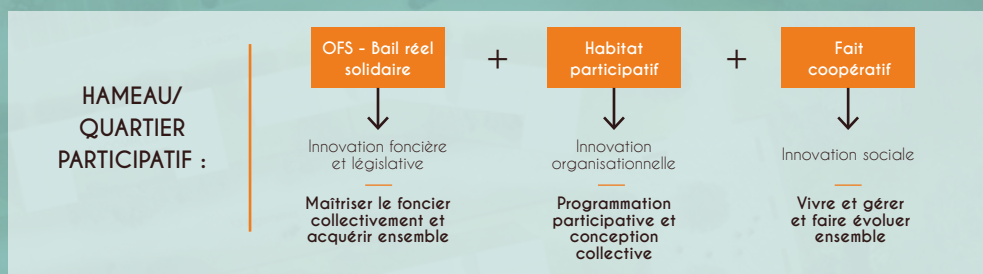 HAMEAU/
QUARTIER
PARTICIPATIF :
OFS - Bail réel
solidaire
+
Habitat
participatif
+
Fait
coopératif
Innovation foncière
et législative
Innovation
organisationnelle
Innovation sociale
Maîtriser le foncier
collectivement et
acquérir ensemble
Programmation
participative et
conception
collective
Vivre et gérer
et faire évoluer
ensemble